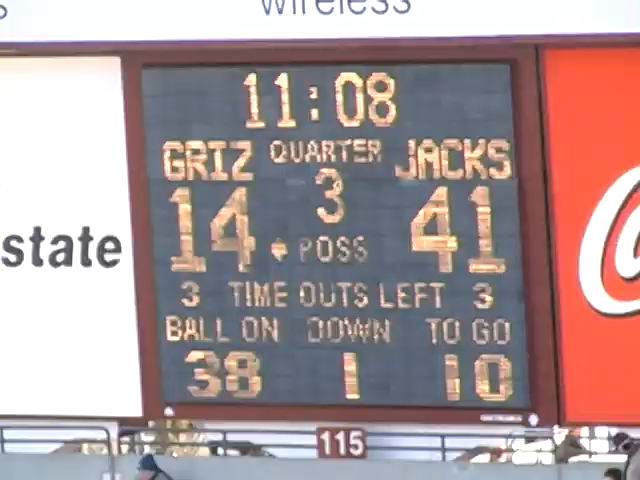 wireless
11:08
GRIZ QUARTER JACKS
14 3 41
POSS
3 TIME OUTS LEFT 3
BALL ON DOWN TO GO
38 1 10
state
115